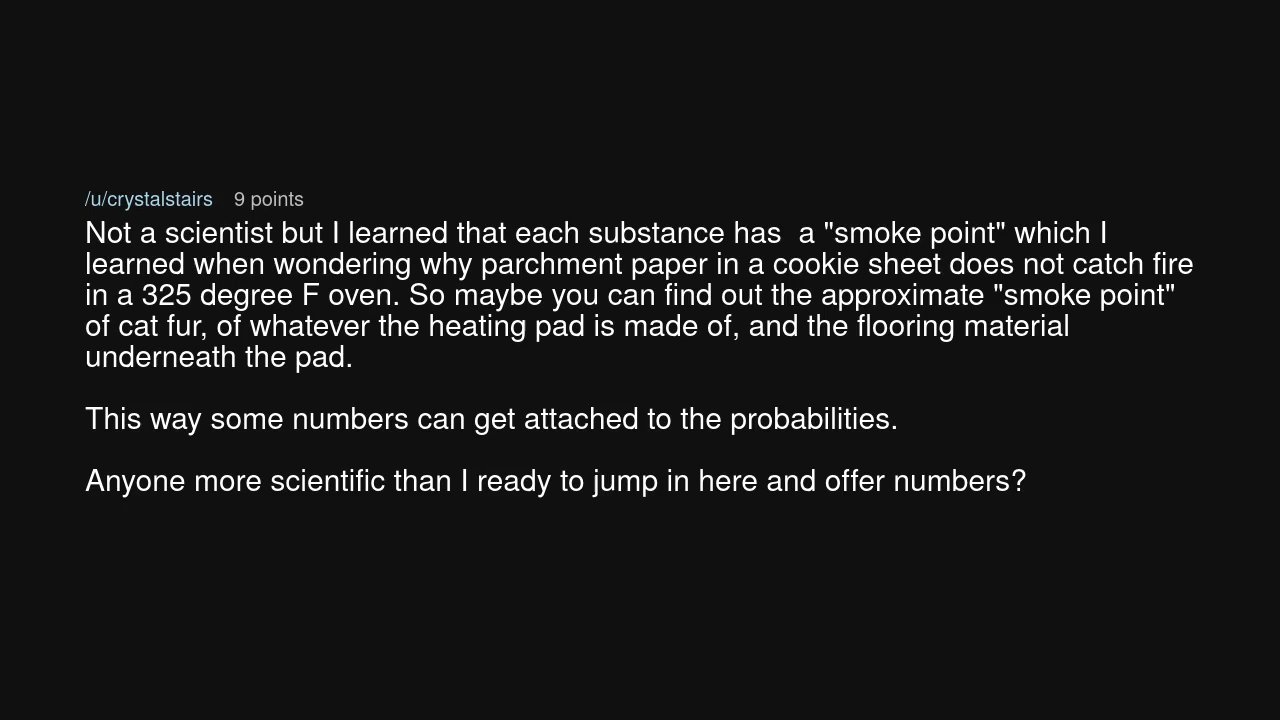 /u/crystalstairs 9 points
Not a scientist but I learned that each substance has  a "smoke point" which I
learned when wondering why parchment paper in a cookie sheet does not catch fire
in a 325 degree F oven. So maybe you can find out the approximate "smoke point"
of cat fur, of whatever the heating pad is made of, and the flooring material
underneath the pad.
This way some numbers can get attached to the probabilities.
Anyone more scientific than I ready to jump in here and offer numbers?